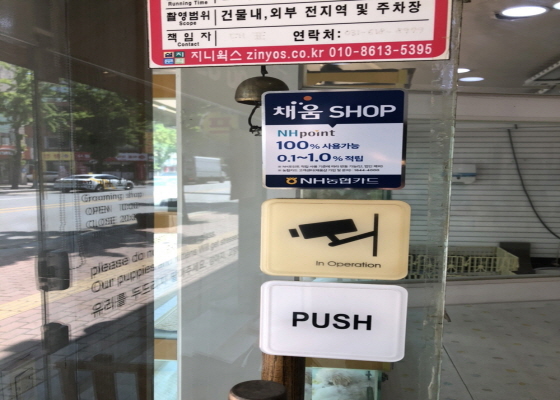 Running Time
촬영범위 건물내,외부 전지역 및 주차장
Scope
책 임 자 연락처:
Contact
지니웍스 zinyos.co.kr 010-8613-5395
채움 SHOP
NHpoint
100% 사용가능
0.1~1.0% 적립
NH농협카드
In Operation
PUSH
Grooming shop
OPEN
CLOSE
please do
Our puppies
유리를